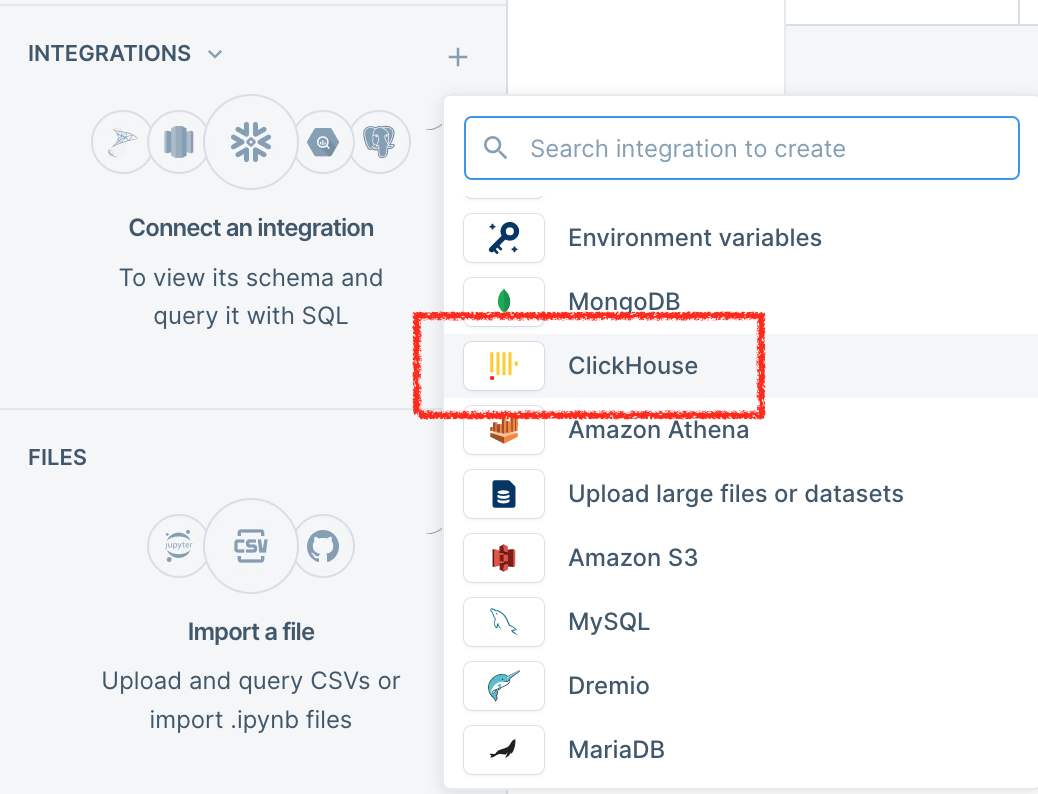 INTEGRATIONS
Connect an integration
To view its schema and
query it with SQL
FILES
jupyter
CSV
Import a file
Upload and query CSVs or
import .ipynb files
Search integration to create
Environment variables
MongoDB
ClickHouse
Amazon Athena
Upload large files or datasets
Amazon S3
MySQL
Dremio
MariaDB